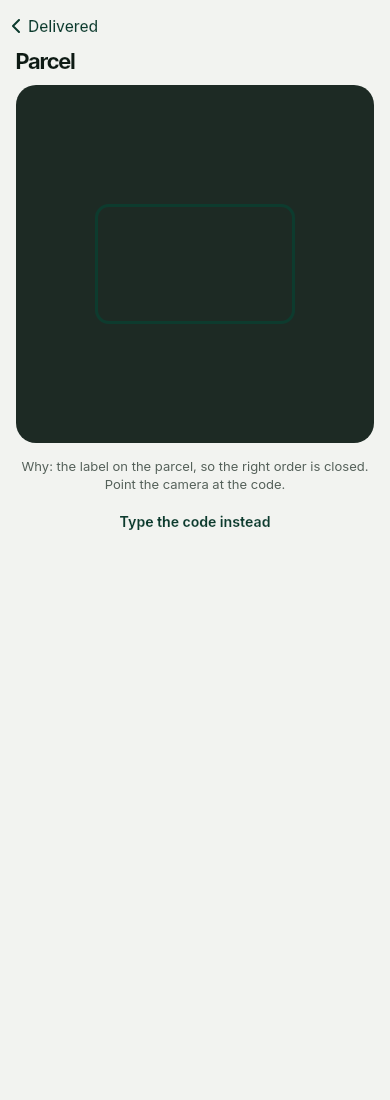 Delivered
Parcel
Why: the label on the parcel, so the right order is closed.
Point the camera at the code.
Type the code instead